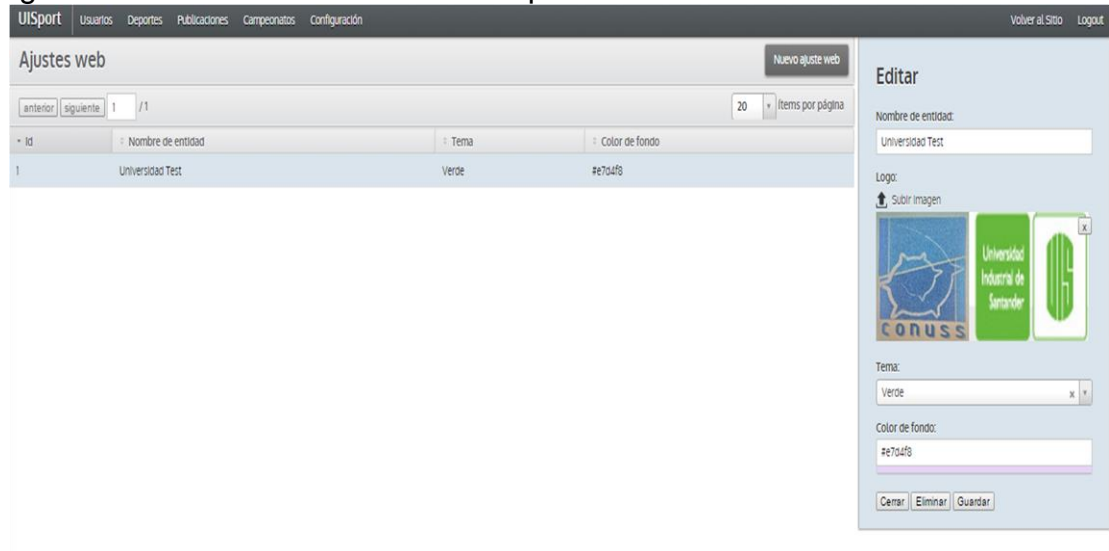 UISport Usuarios Deportes Publicaciones Campeonatos Configuración Volver al Sitio Logout
Ajustes web
Nuevo ajuste web
anterior siguiente 1 / 1
20 Ítems por página
Id Nombre de entidad Tema Color de fondo
1 Universidad Test Verde #e7d4f8
Editar
Nombre de entidad:
Universidad Test
Logo:
Subir imagen
x
conuss
Universidad
Industrial de
Santander
Tema:
Verde x
Color de fondo:
#e7d4f8
Cerrar Eliminar Guardar